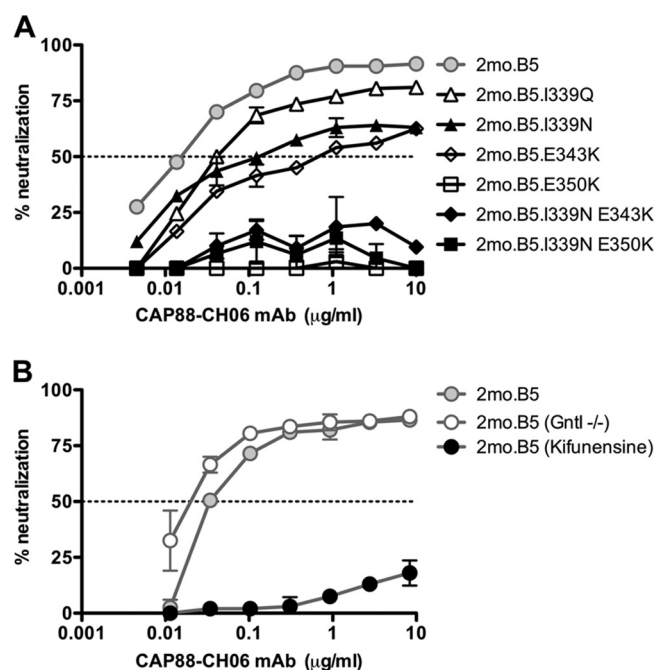 A
100
75
50
25
0
% neutralization
0.001 0.01 0.1 1 10
CAP88-CH06 mAb (μg/ml)
2mo.B5
2mo.B5.I339Q
2mo.B5.I339N
2mo.B5.E343K
2mo.B5.E350K
2mo.B5.I339N E343K
2mo.B5.I339N E350K
B
100
75
50
25
0
% neutralization
0.001 0.01 0.1 1 10
CAP88-CH06 mAb (μg/ml)
2mo.B5
2mo.B5 (GntI -/-)
2mo.B5 (Kifunensine)